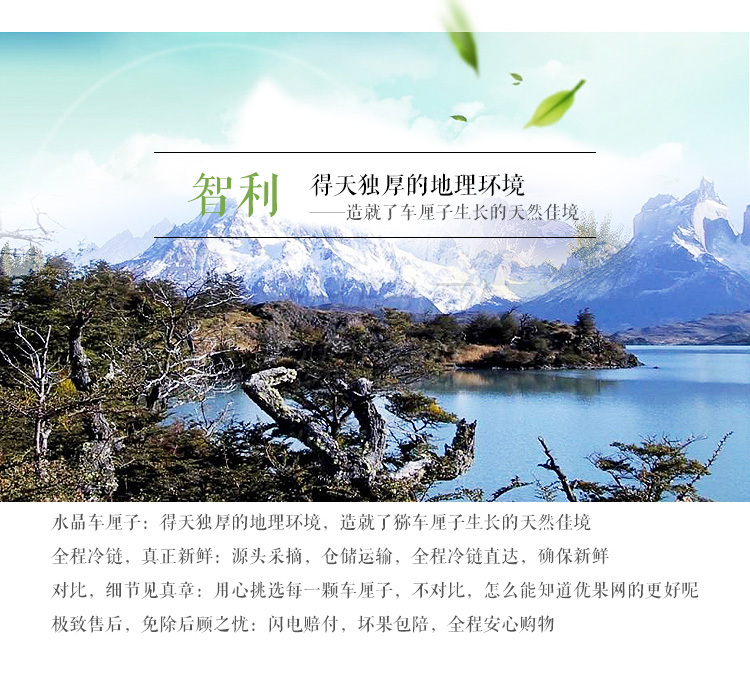 智利
得天独厚的地理环境
——造就了车厘子生长的天然佳境
水晶车厘子：得天独厚的地理环境，造就了猕车厘子生长的天然佳境
全程冷链，真正新鲜：源头采摘，仓储运输，全程冷链直达，确保新鲜
对比，细节见真章：用心挑选每一颗车厘子，不对比，怎么能知道优果网的更好呢
极致售后，免除后顾之忧：闪电赔付，坏果包陪，全程安心购物